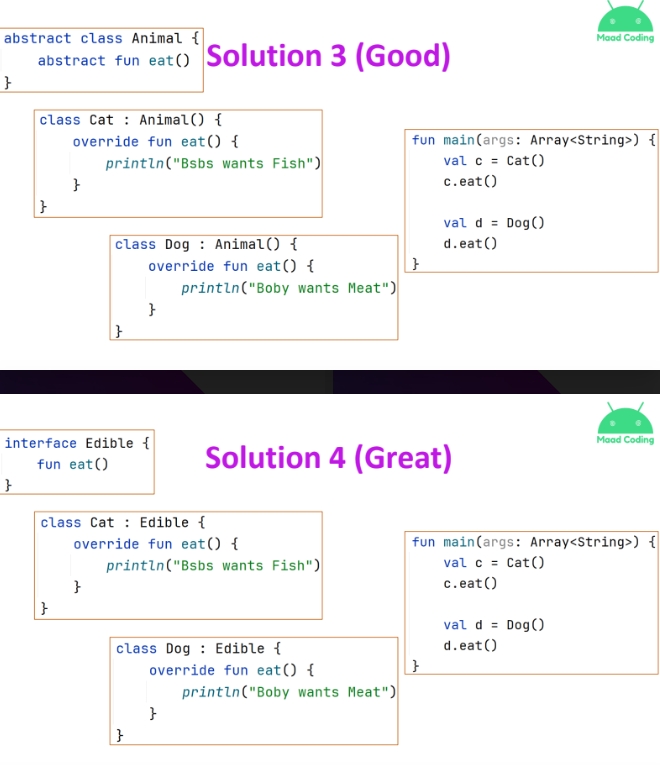 abstract class Animal {
    abstract fun eat()
}
Solution 3 (Good)
Maad Coding
class Cat : Animal() {
    override fun eat() {
        println("Bsbs wants Fish")
    }
}
class Dog : Animal() {
    override fun eat() {
        println("Boby wants Meat")
    }
}
fun main(args: Array<String>) {
    val c = Cat()
    c.eat()
    val d = Dog()
    d.eat()
}
interface Edible {
    fun eat()
}
Solution 4 (Great)
Maad Coding
class Cat : Edible {
    override fun eat() {
        println("Bsbs wants Fish")
    }
}
class Dog : Edible {
    override fun eat() {
        println("Boby wants Meat")
    }
}
fun main(args: Array<String>) {
    val c = Cat()
    c.eat()
    val d = Dog()
    d.eat()
}